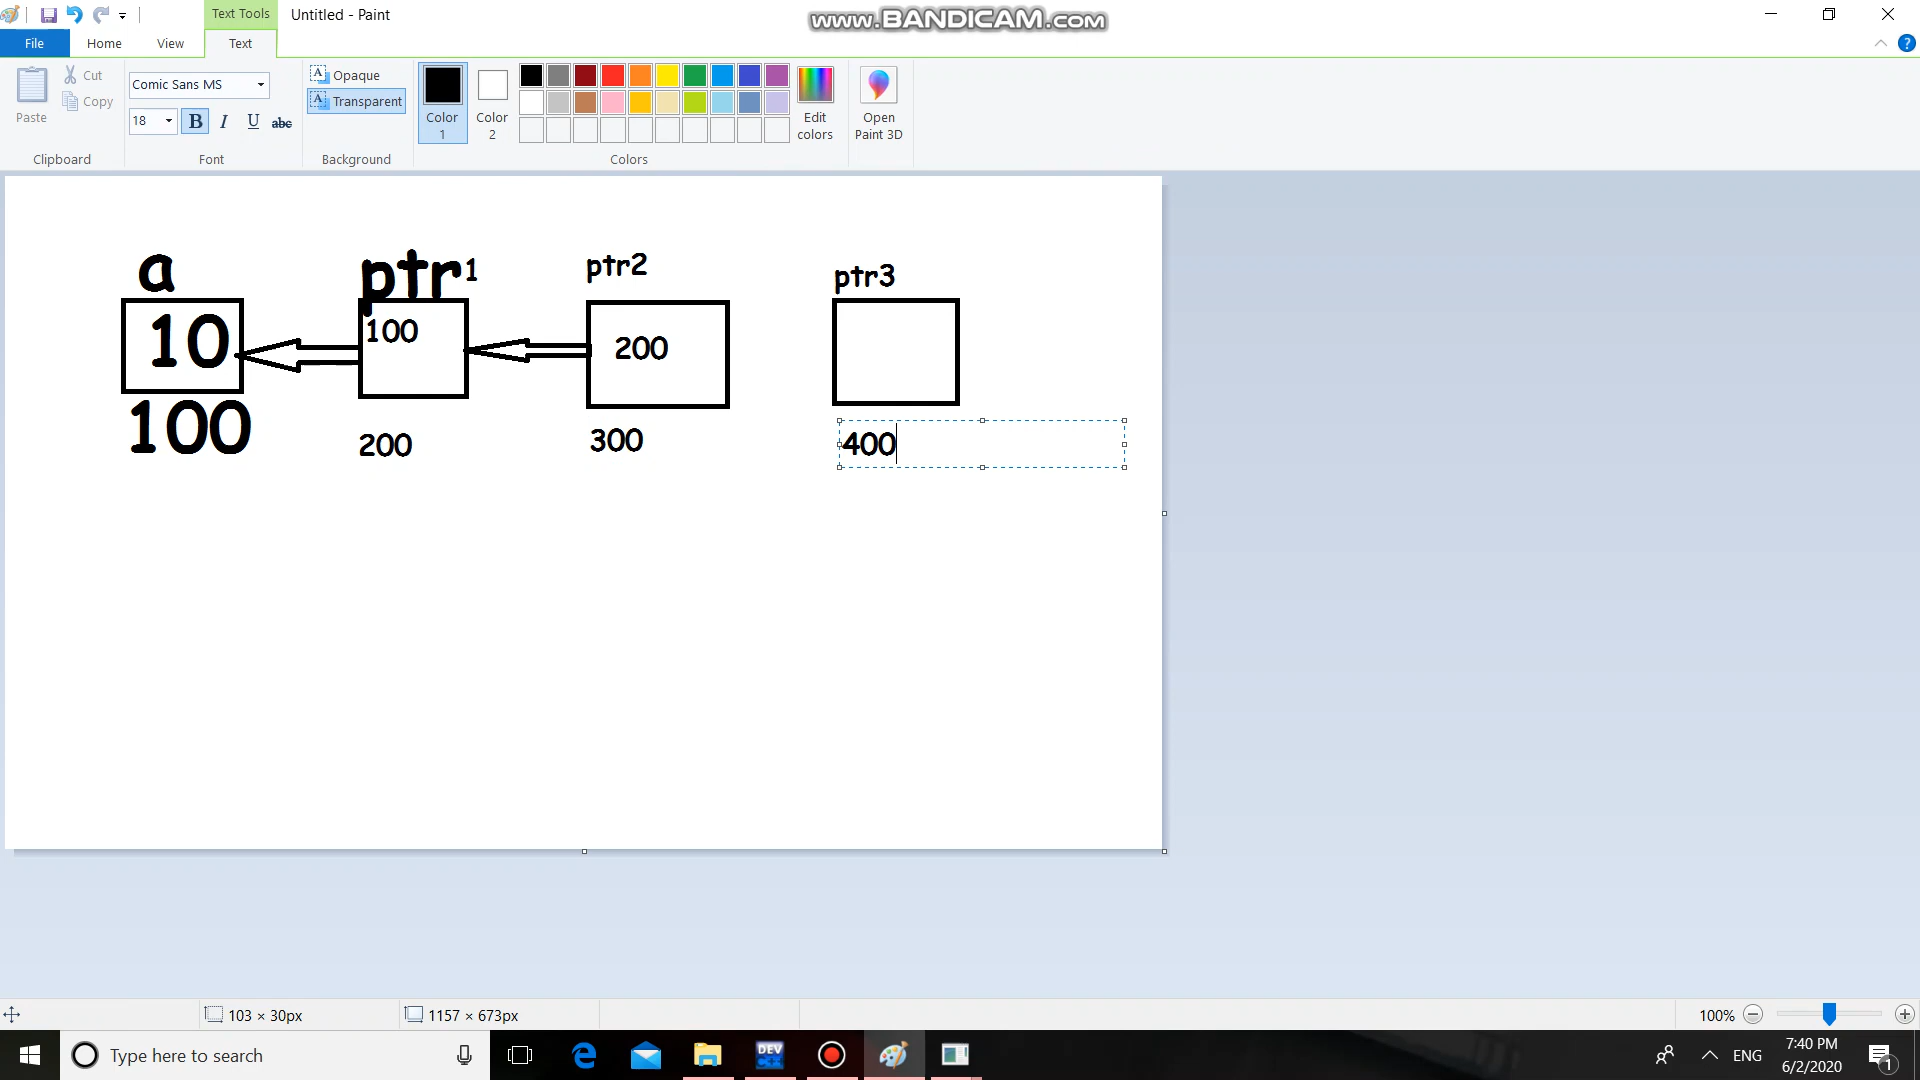 Text Tools
Untitled - Paint
www.BANDICAM.com
File
Home
View
Text
Paste
Cut
Copy
Clipboard
Comic Sans MS
18
B
I
U
abc
Font
A Opaque
A Transparent
Background
Color
1
Color
2
Edit
colors
Colors
Open
Paint 3D
a
ptr1
ptr2
ptr3
10
100
200
100
200
300
400
103 × 30px
1157 × 673px
100%
Type here to search
DEV
ENG
7:40 PM
6/2/2020
1